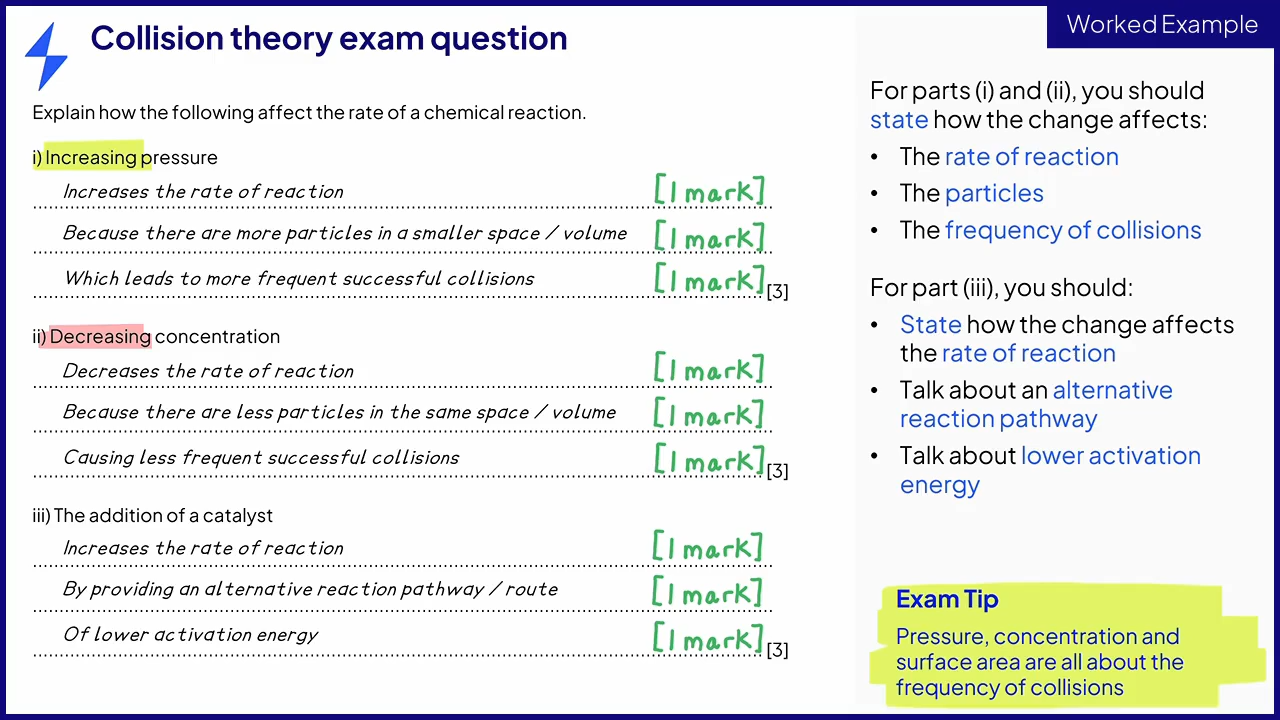 Collision theory exam question
Worked Example
Explain how the following affect the rate of a chemical reaction.
i) Increasing pressure
Increases the rate of reaction [1 mark]
Because there are more particles in a smaller space / volume [1 mark]
Which leads to more frequent successful collisions [1 mark] [3]
ii) Decreasing concentration
Decreases the rate of reaction [1 mark]
Because there are less particles in the same space / volume [1 mark]
Causing less frequent successful collisions [1 mark] [3]
iii) The addition of a catalyst
Increases the rate of reaction [1 mark]
By providing an alternative reaction pathway / route [1 mark]
Of lower activation energy [1 mark] [3]
For parts (i) and (ii), you should
state how the change affects:
• The rate of reaction
• The particles
• The frequency of collisions
For part (iii), you should:
• State how the change affects
the rate of reaction
• Talk about an alternative
reaction pathway
• Talk about lower activation
energy
Exam Tip
Pressure, concentration and
surface area are all about the
frequency of collisions